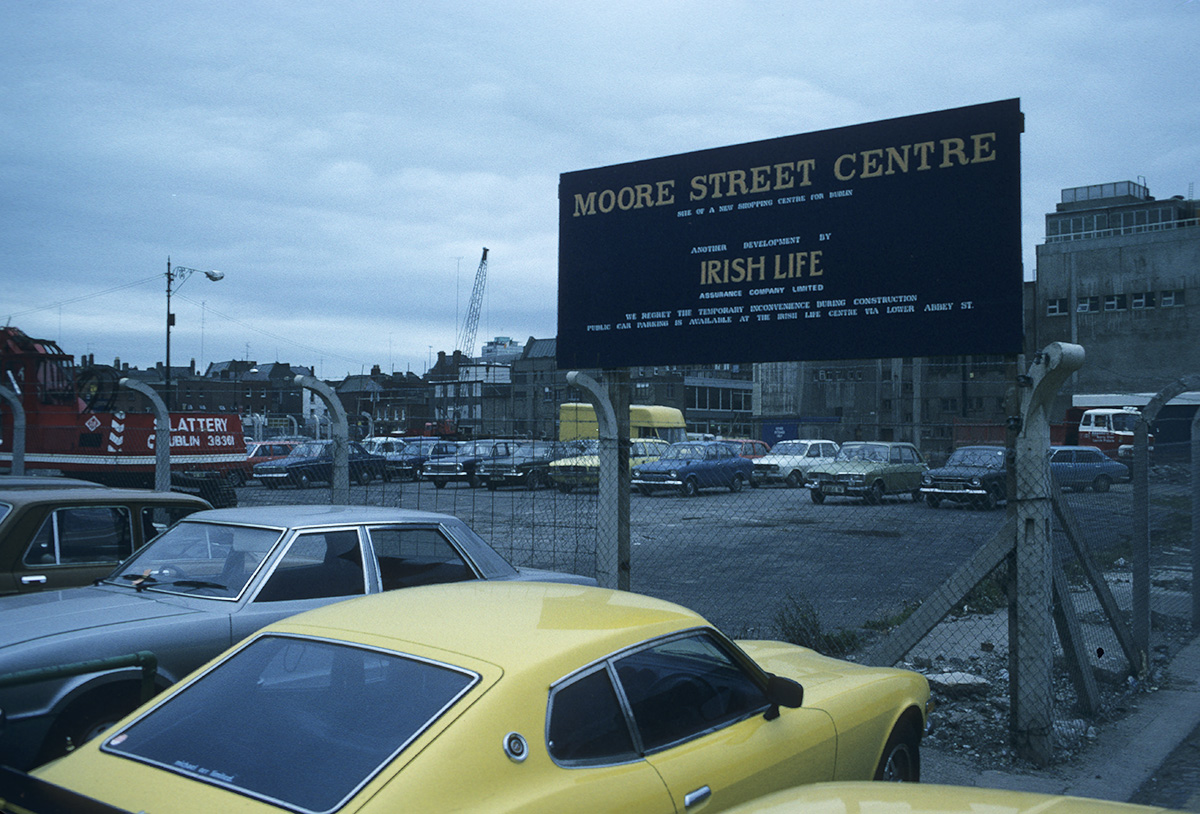 MOORE STREET CENTRE
SITE OF A NEW SHOPPING CENTRE FOR DUBLIN
ANOTHER DEVELOPMENT BY
IRISH LIFE
ASSURANCE COMPANY LIMITED
WE REGRET THE TEMPORARY INCONVENIENCE DURING CONSTRUCTION
PUBLIC CAR PARKING IS AVAILABLE AT THE IRISH LIFE CENTRE VIA LOWER ABBEY ST.
SLATTERY
DUBLIN 38361